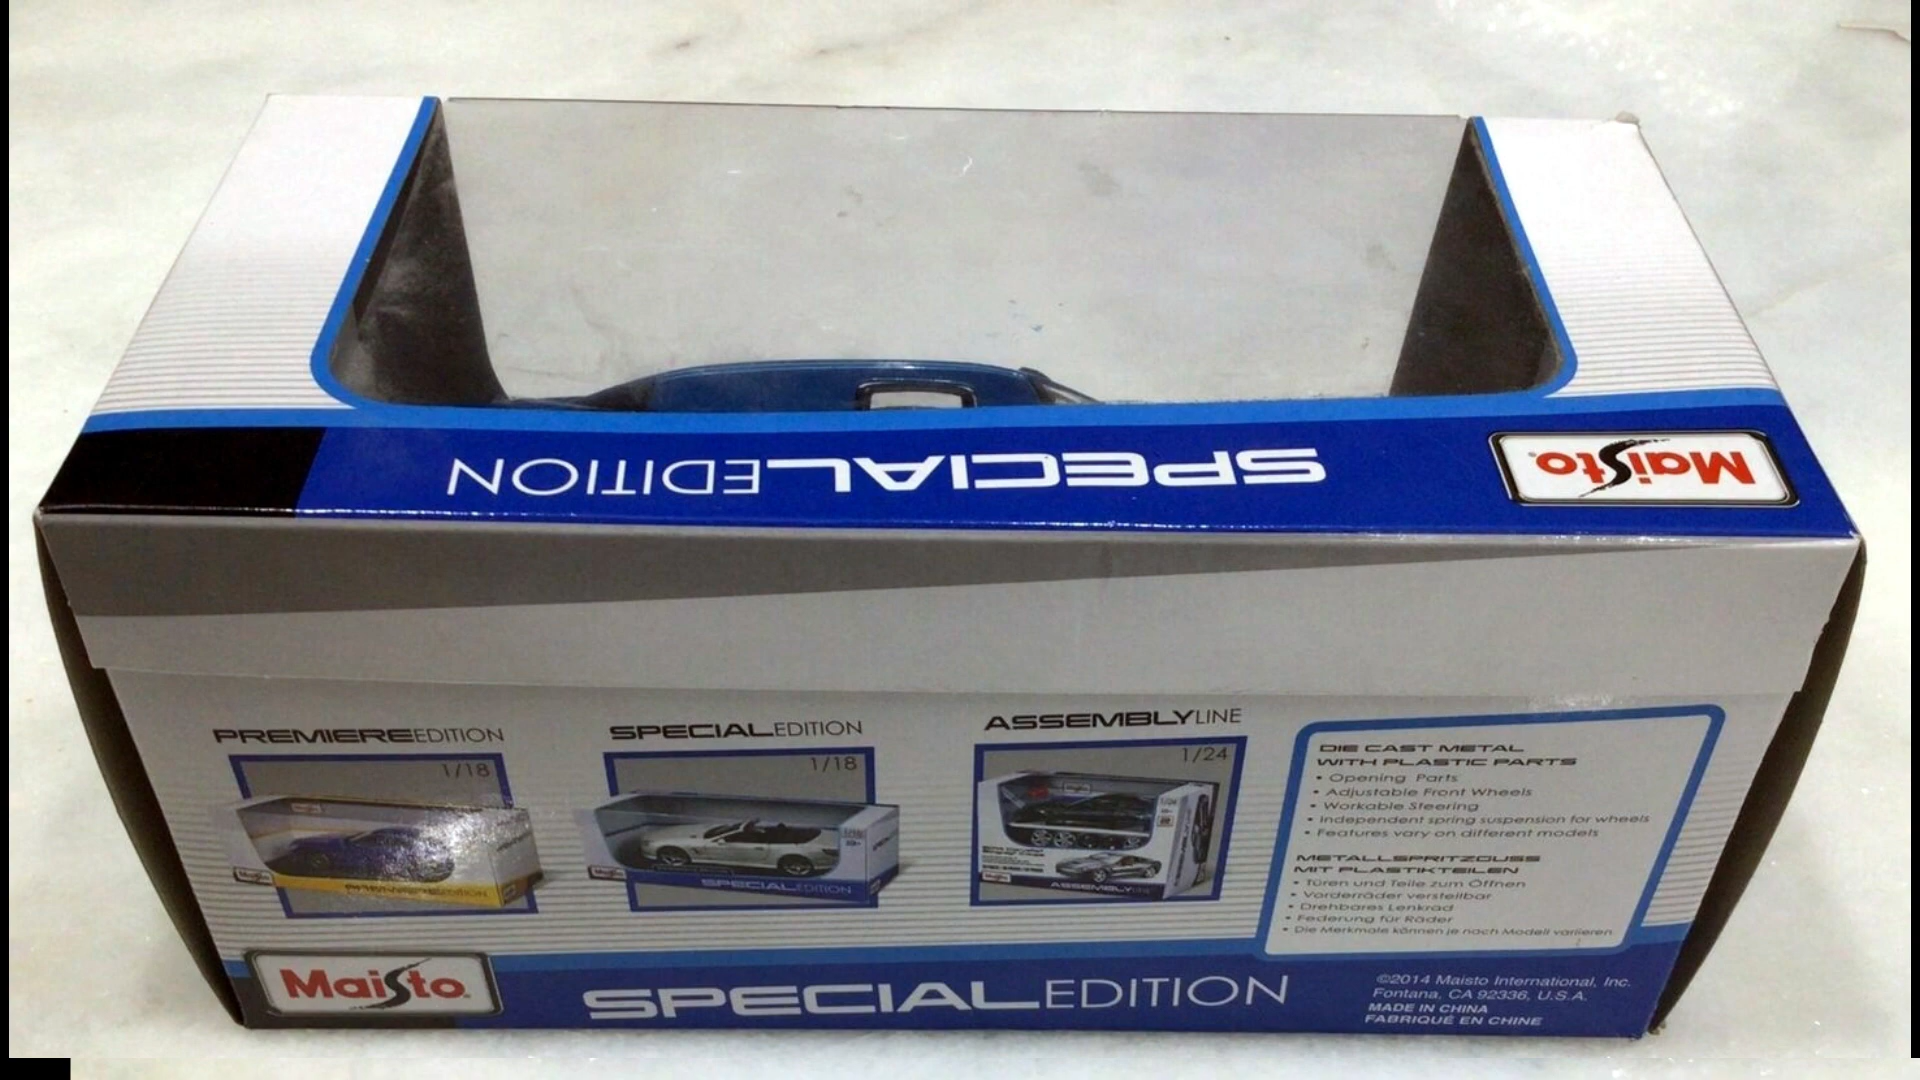 SPECIALEDITION
Maisto
PREMIEREEDITION
1/18
PREMIEREEDITION
SPECIALEDITION
1/18
Maisto
SPECIALEDITION
ASSEMBLYLINE
1/24
Maisto
ASSEMBLYLINE
DIE CAST METAL
WITH PLASTIC PARTS
• Opening Parts
• Adjustable Front Wheels
• Workable Steering
• Independent spring suspension for wheels
• Features vary on different models
METALLSPRITZGUSS
MIT PLASTIKTEILEN
• Türen und Teile zum Öffnen
• Vorderräder verstellbar
• Drehbares Lenkrad
• Federung für Räder
• Die Merkmale können je nach Modell variieren
Maisto
SPECIALEDITION
©2014 Maisto International, Inc.
Fontana, CA 92336, U.S.A.
MADE IN CHINA
FABRIQUÉ EN CHINE